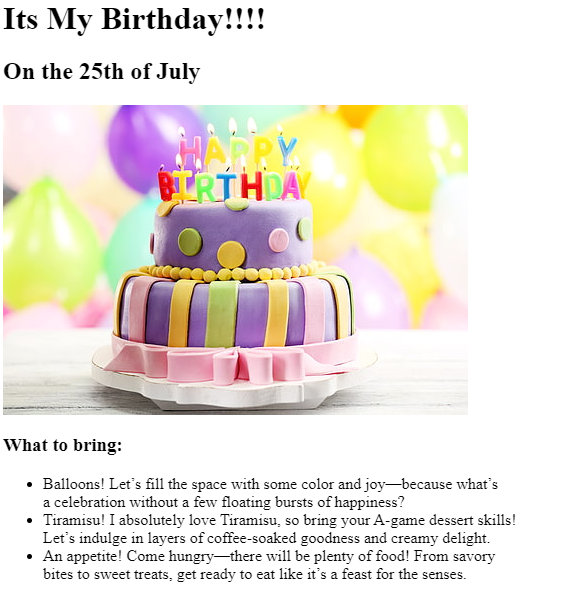 Its My Birthday!!!!
On the 25th of July
HAPPY
BIRTHDAY
What to bring:
• Balloons! Let’s fill the space with some color and joy—because what’s
a celebration without a few floating bursts of happiness?
• Tiramisu! I absolutely love Tiramisu, so bring your A-game dessert skills!
Let’s indulge in layers of coffee-soaked goodness and creamy delight.
• An appetite! Come hungry—there will be plenty of food! From savory
bites to sweet treats, get ready to eat like it’s a feast for the senses.